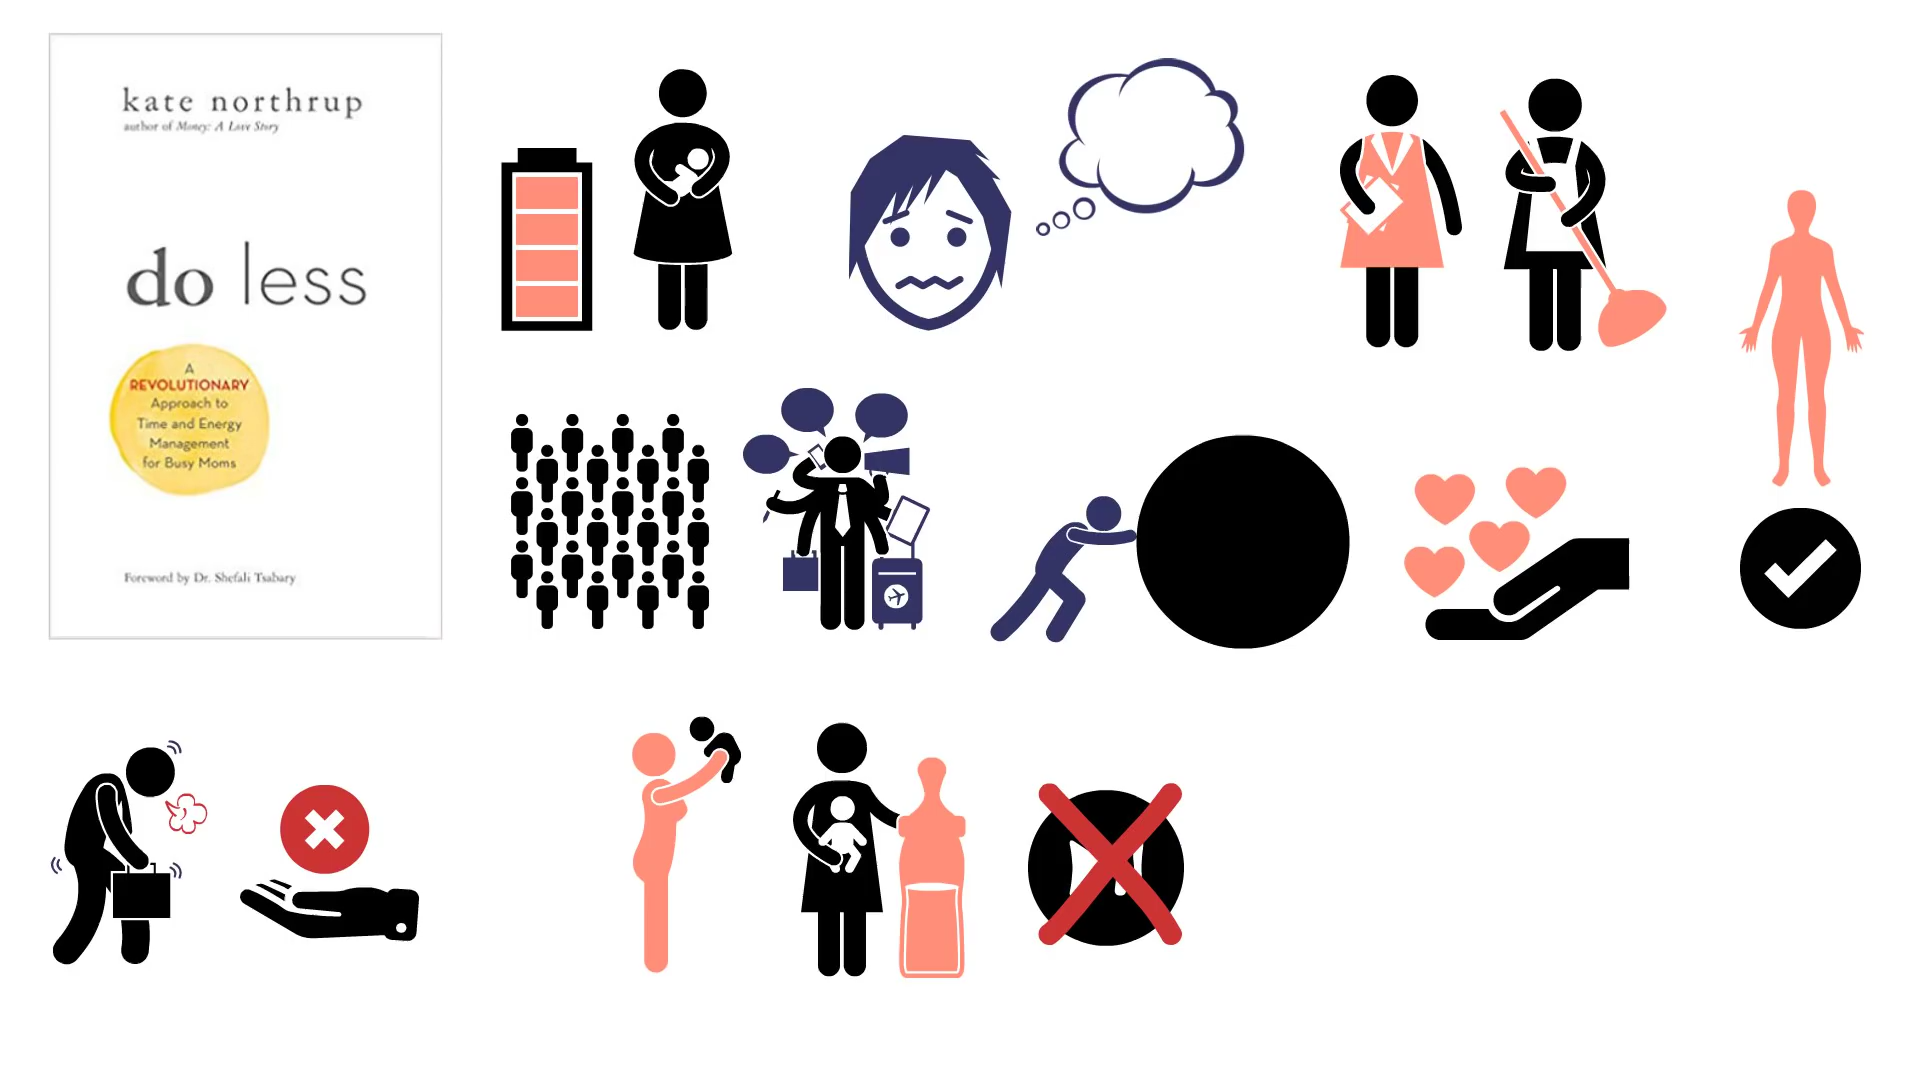 kate northrup
author of Money: A Love Story
do less
A
REVOLUTIONARY
Approach to
Time and Energy
Management
for Busy Moms
Foreword by Dr. Shefali Tsabary